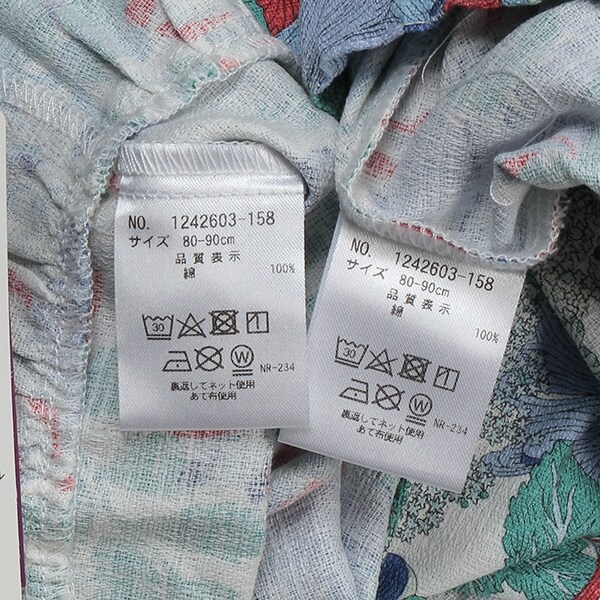 NO. 1242603-158
サイズ 80-90cm
品質表示
綿 100%
30
W
NR-234
裏返してネット使用
あて布使用
NO. 1242603-158
サイズ 80-90cm
品質表示
綿 100%
30
W
NR-234
裏返してネット使用
あて布使用